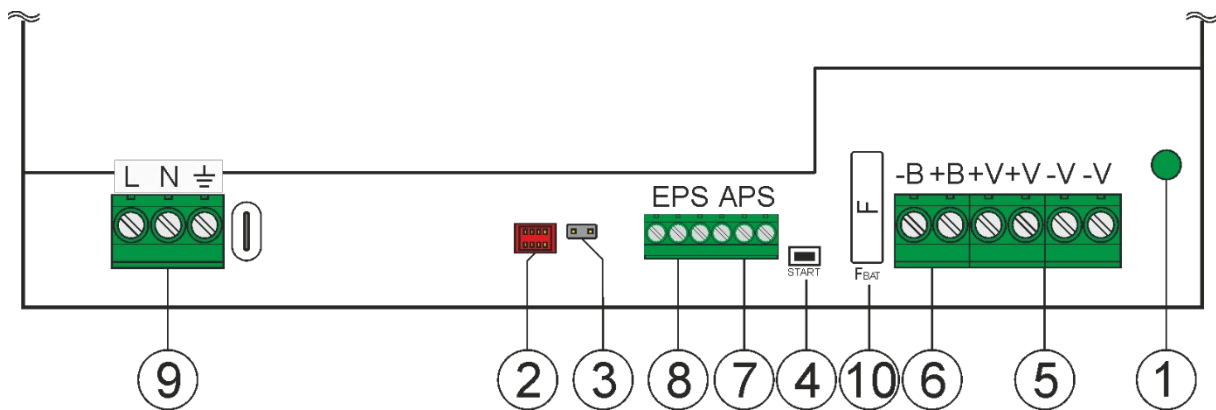 L N ⏚
-B +B +V +V -V -V
F
EPS APS
START
FBAT
9 2 3 8 7 4 10 6 5 1